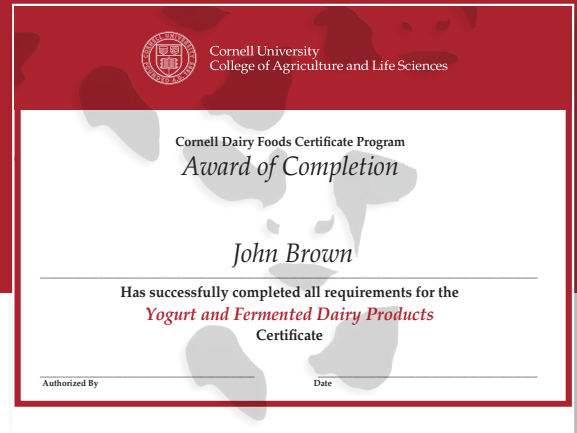 Cornell University
College of Agriculture and Life Sciences
Cornell Dairy Foods Certificate Program
Award of Completion
John Brown
Has successfully completed all requirements for the
Yogurt and Fermented Dairy Products
Certificate
Authorized By
Date